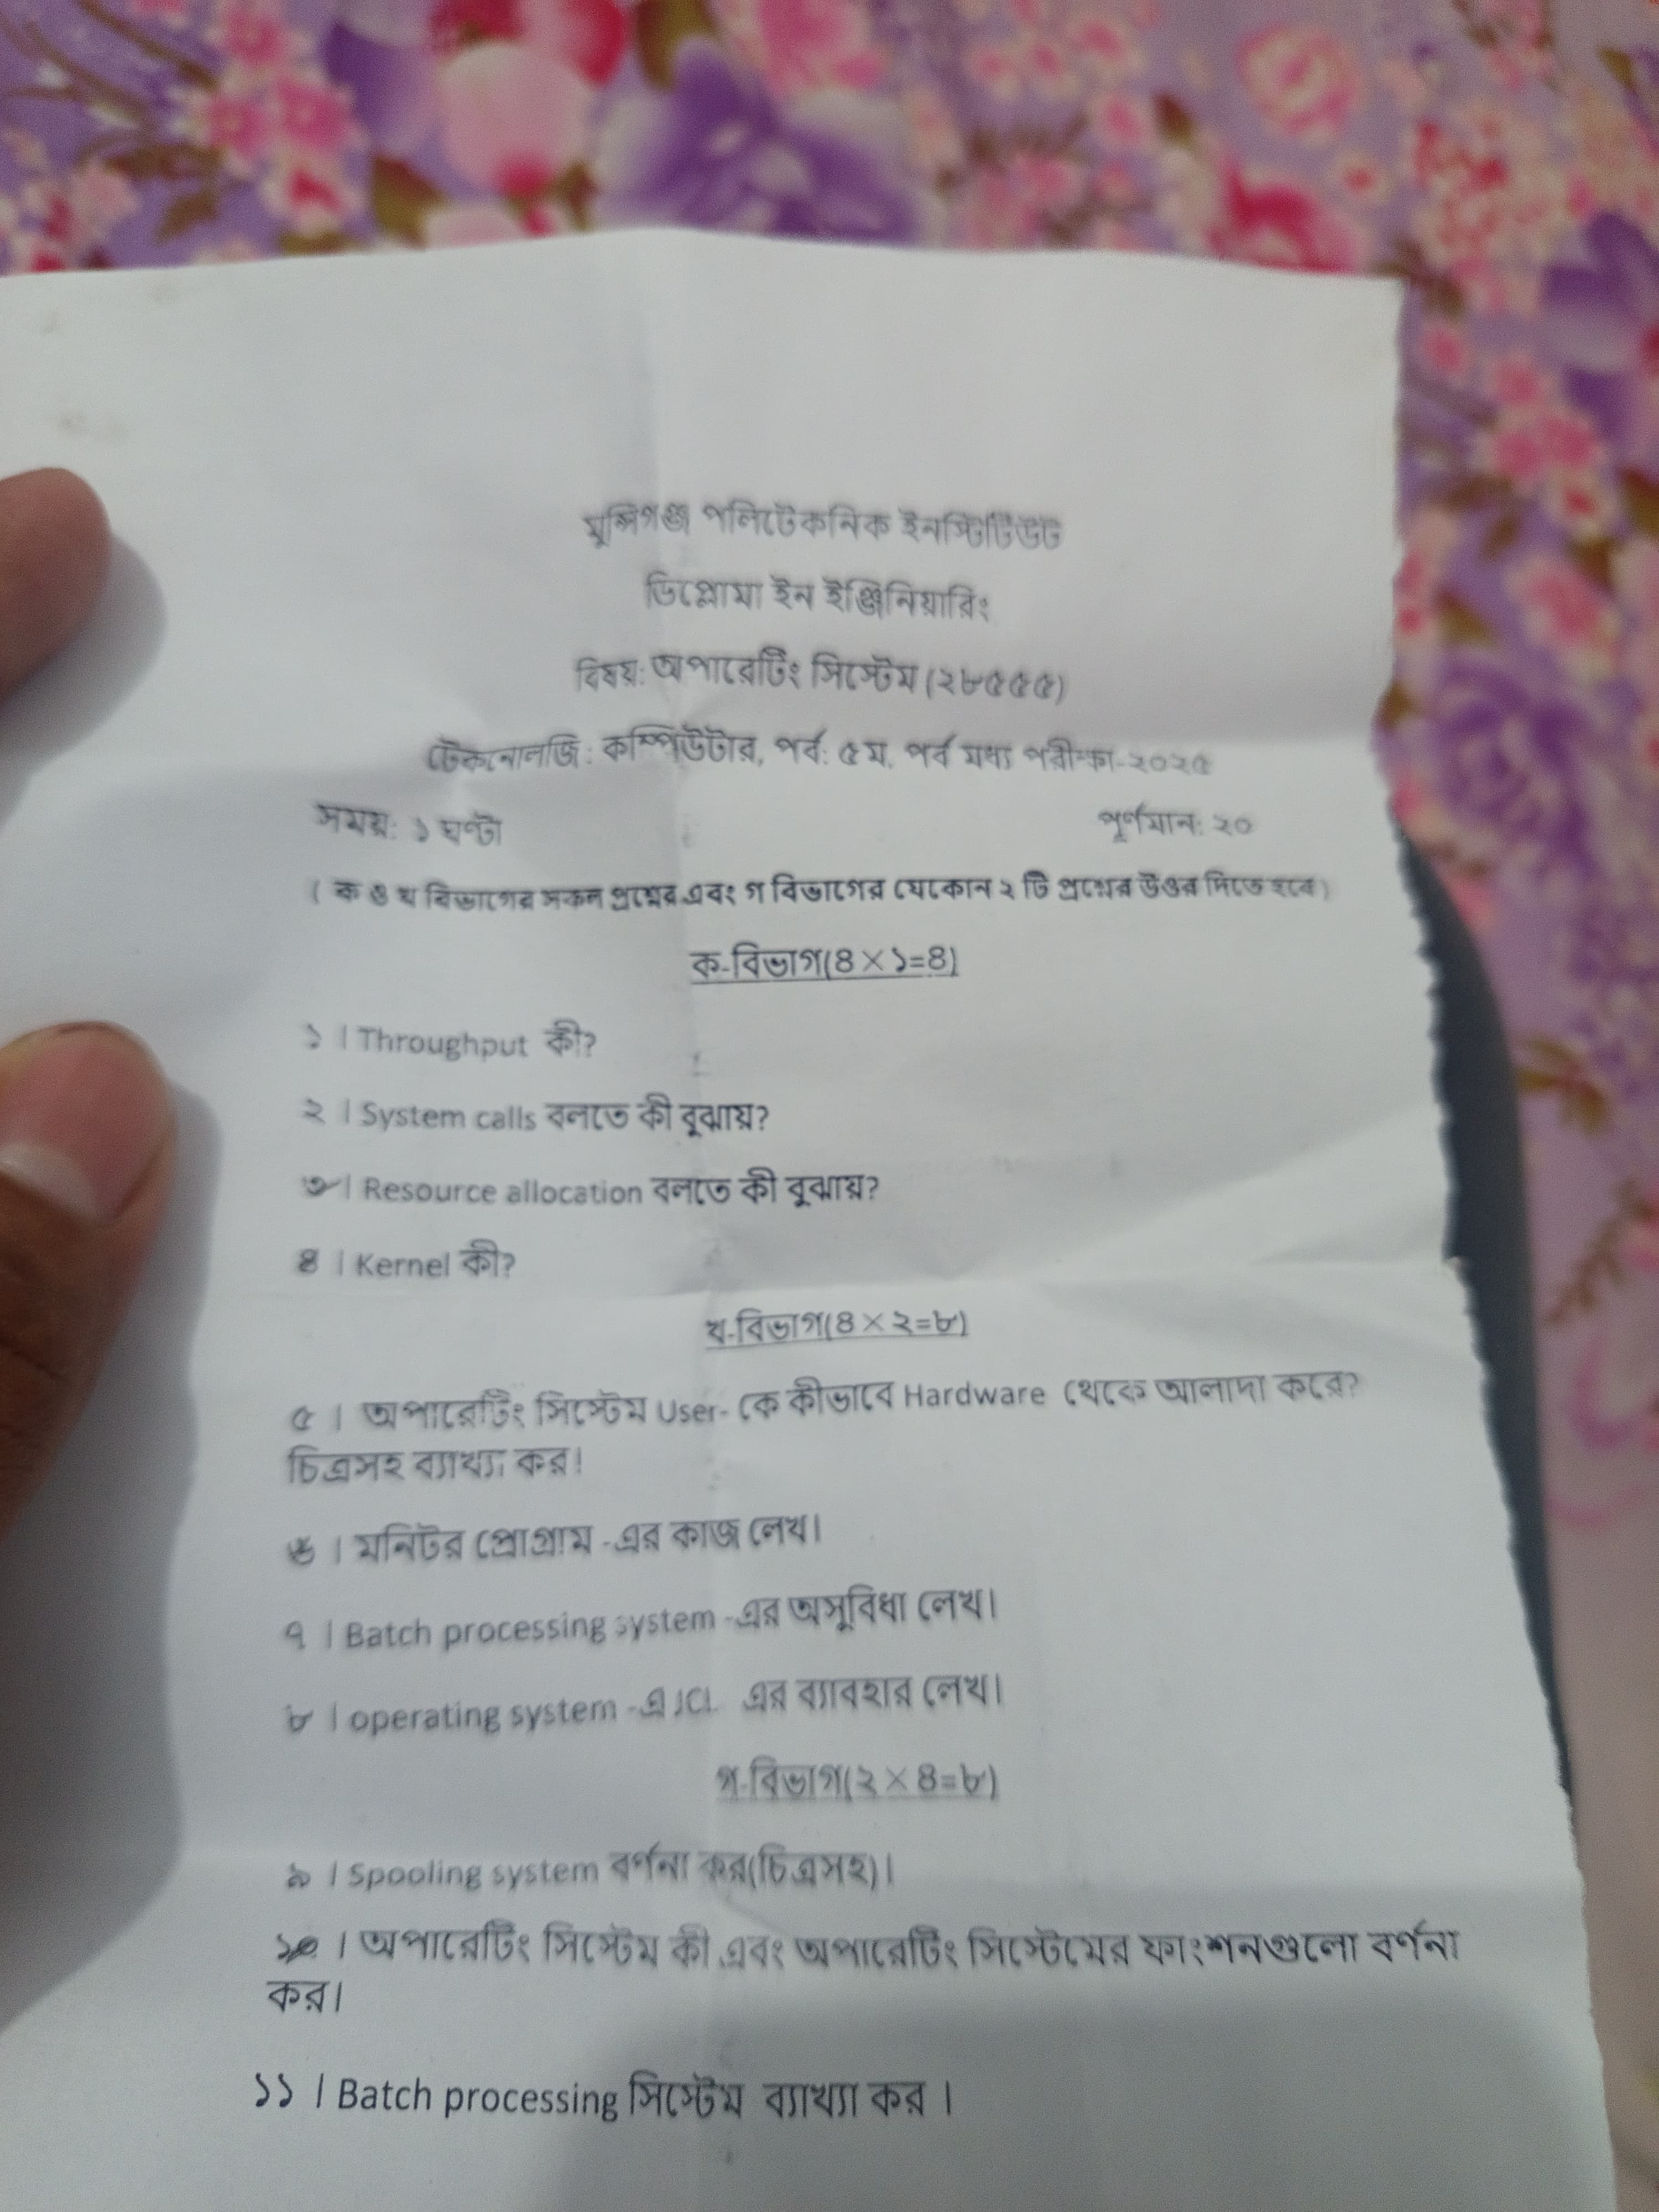 মুন্সিগঞ্জ পলিটেকনিক ইনস্টিটিউট
ডিপ্লোমা ইন ইঞ্জিনিয়ারিং
বিষয়: অপারেটিং সিস্টেম (২৮৫৫৫)
টেকনোলজি: কম্পিউটার, পর্ব: ৫ম, পর্ব মধ্য পরীক্ষা-২০২৫
সময়: ১ ঘণ্টা পূর্ণমান: ২০
( ক ও খ বিভাগের সকল প্রশ্নের এবং গ বিভাগের যেকোন ২ টি প্রশ্নের উত্তর দিতে হবে)
ক-বিভাগ(৪×১=৪)
১ । Throughput কী?
২ । System calls বলতে কী বুঝায়?
৩। Resource allocation বলতে কী বুঝায়?
৪ । Kernel কী?
খ-বিভাগ(৪×২=৮)
৫ । অপারেটিং সিস্টেম User- কে কীভাবে Hardware থেকে আলাদা করে?
চিত্রসহ ব্যাখ্যা কর।
৬ । মনিটর প্রোগ্রাম -এর কাজ লেখ।
৭ । Batch processing system -এর অসুবিধা লেখ।
৮ । operating system -এ JCL এর ব্যাবহার লেখ।
গ-বিভাগ(২×৪=৮)
৯ । Spooling system বর্ণনা কর(চিত্রসহ)।
১০ । অপারেটিং সিস্টেম কী এবং অপারেটিং সিস্টেমের ফাংশনগুলো বর্ণনা
কর।
১১ । Batch processing সিস্টেম ব্যাখ্যা কর ।